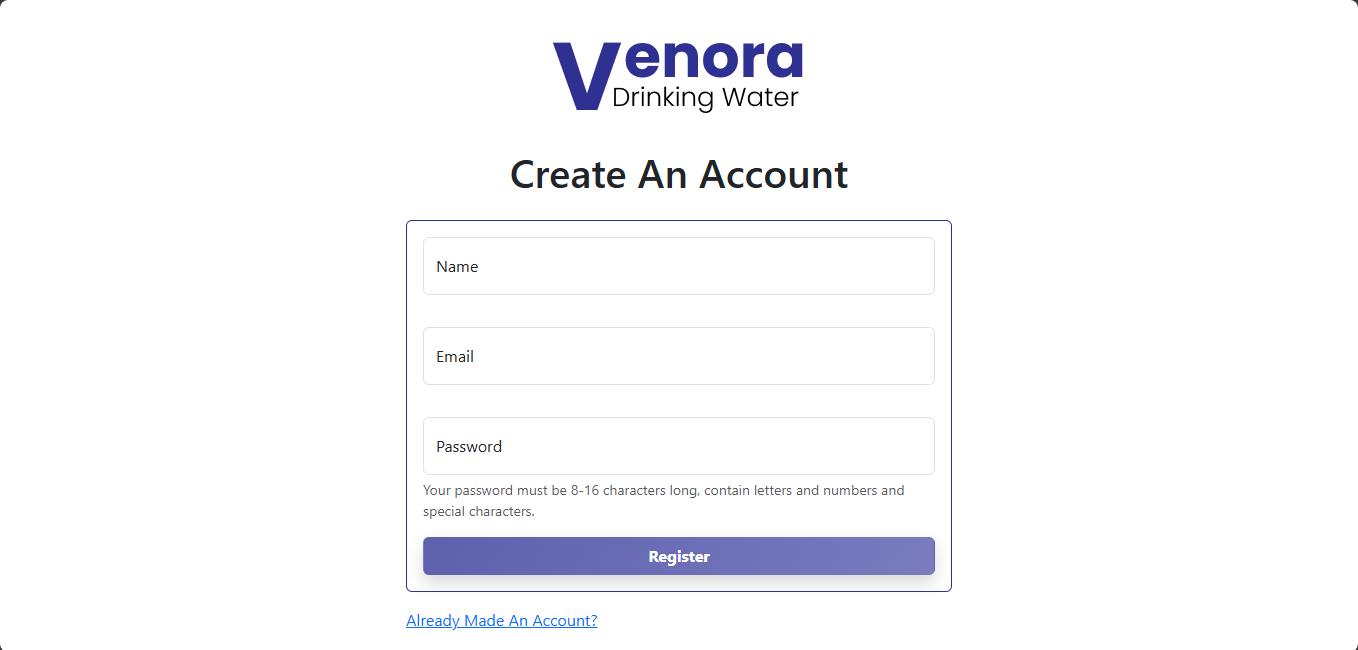 Venora
Drinking Water
Create An Account
Name
Email
Password
Your password must be 8-16 characters long, contain letters and numbers and
special characters.
Register
Already Made An Account?